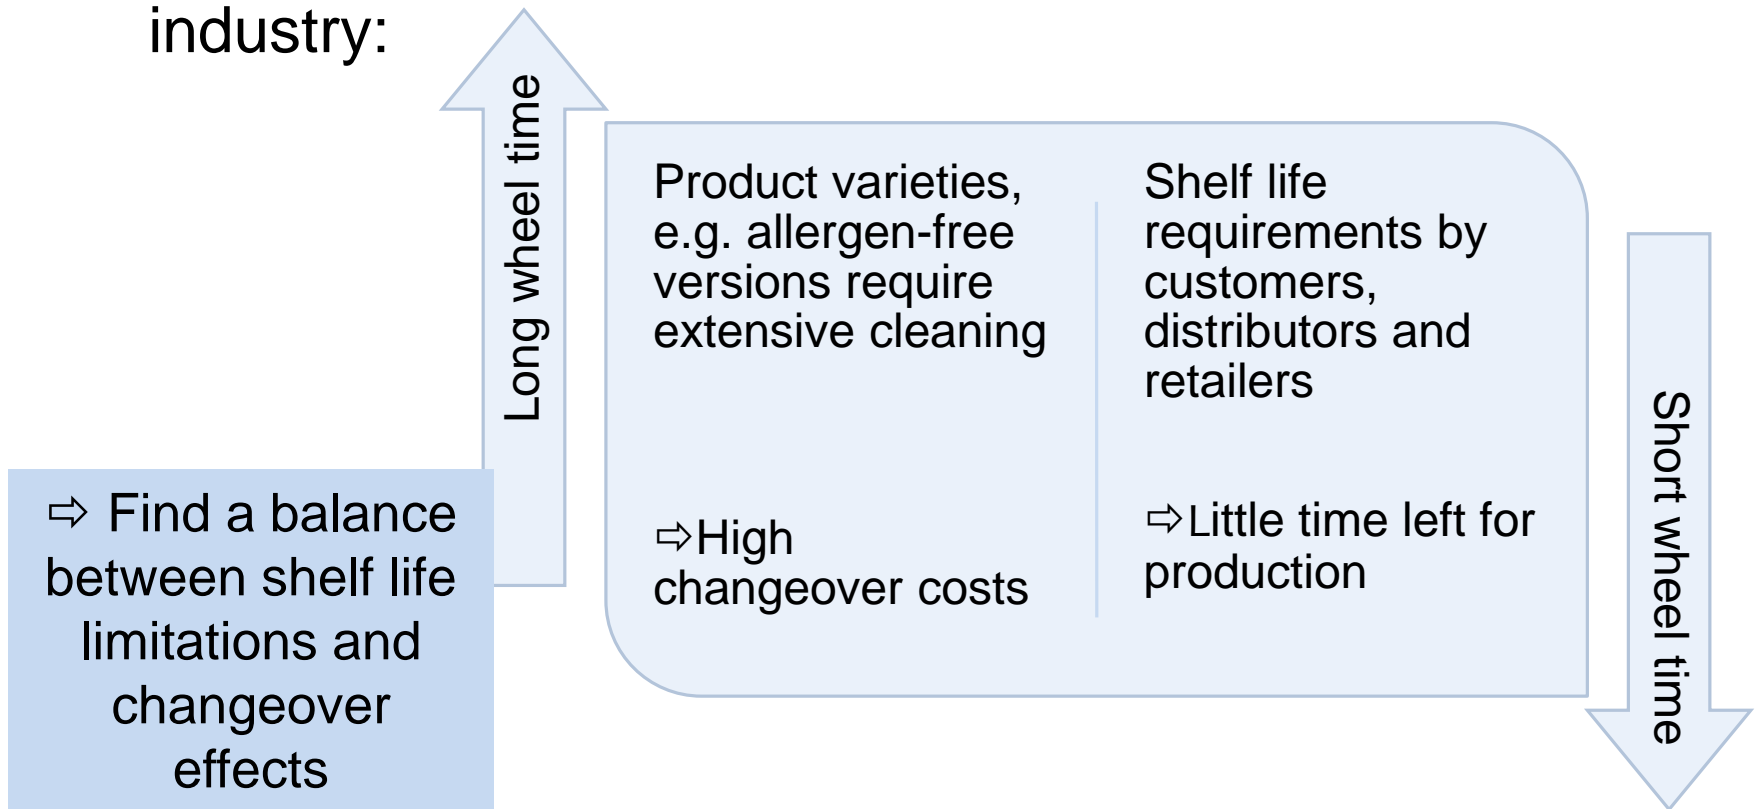 industry:
Long wheel time
Product varieties,
e.g. allergen-free
versions require
extensive cleaning
⇨High
changeover costs
Shelf life
requirements by
customers,
distributors and
retailers
⇨Little time left for
production
Short wheel time
⇨ Find a balance
between shelf life
limitations and
changeover
effects